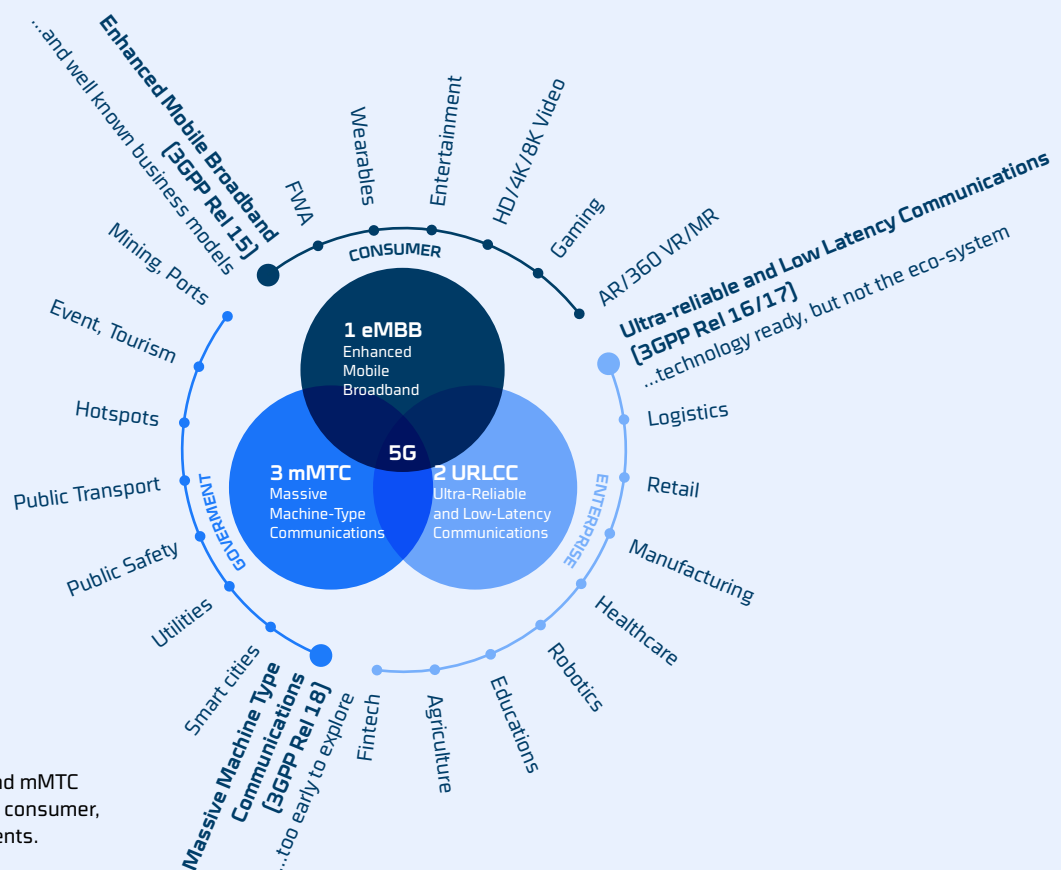 Enhanced Mobile Broadband
(3GPP Rel 15)
...and well known business models
FWA
Wearables
Entertainment
HD/4K/8K Video
Gaming
AR/360 VR/MR
CONSUMER
Ultra-reliable and Low Latency Communications
(3GPP Rel 16/17)
...technology ready, but not the eco-system
Logistics
Retail
Manufacturing
Healthcare
Robotics
Educations
Agriculture
Fintech
ENTERPRISE
Massive Machine Type
Communications
(3GPP Rel 18)
...too early to explore
Smart cities
Utilities
Public Safety
Public Transport
Hotspots
Event, Tourism
Mining, Ports
GOVERMENT
1 eMBB
Enhanced
Mobile
Broadband
5G
3 mMTC
Massive
Machine-Type
Communications
2 URLCC
Ultra-Reliable
and Low-Latency
Communications
mMTC
consumer,